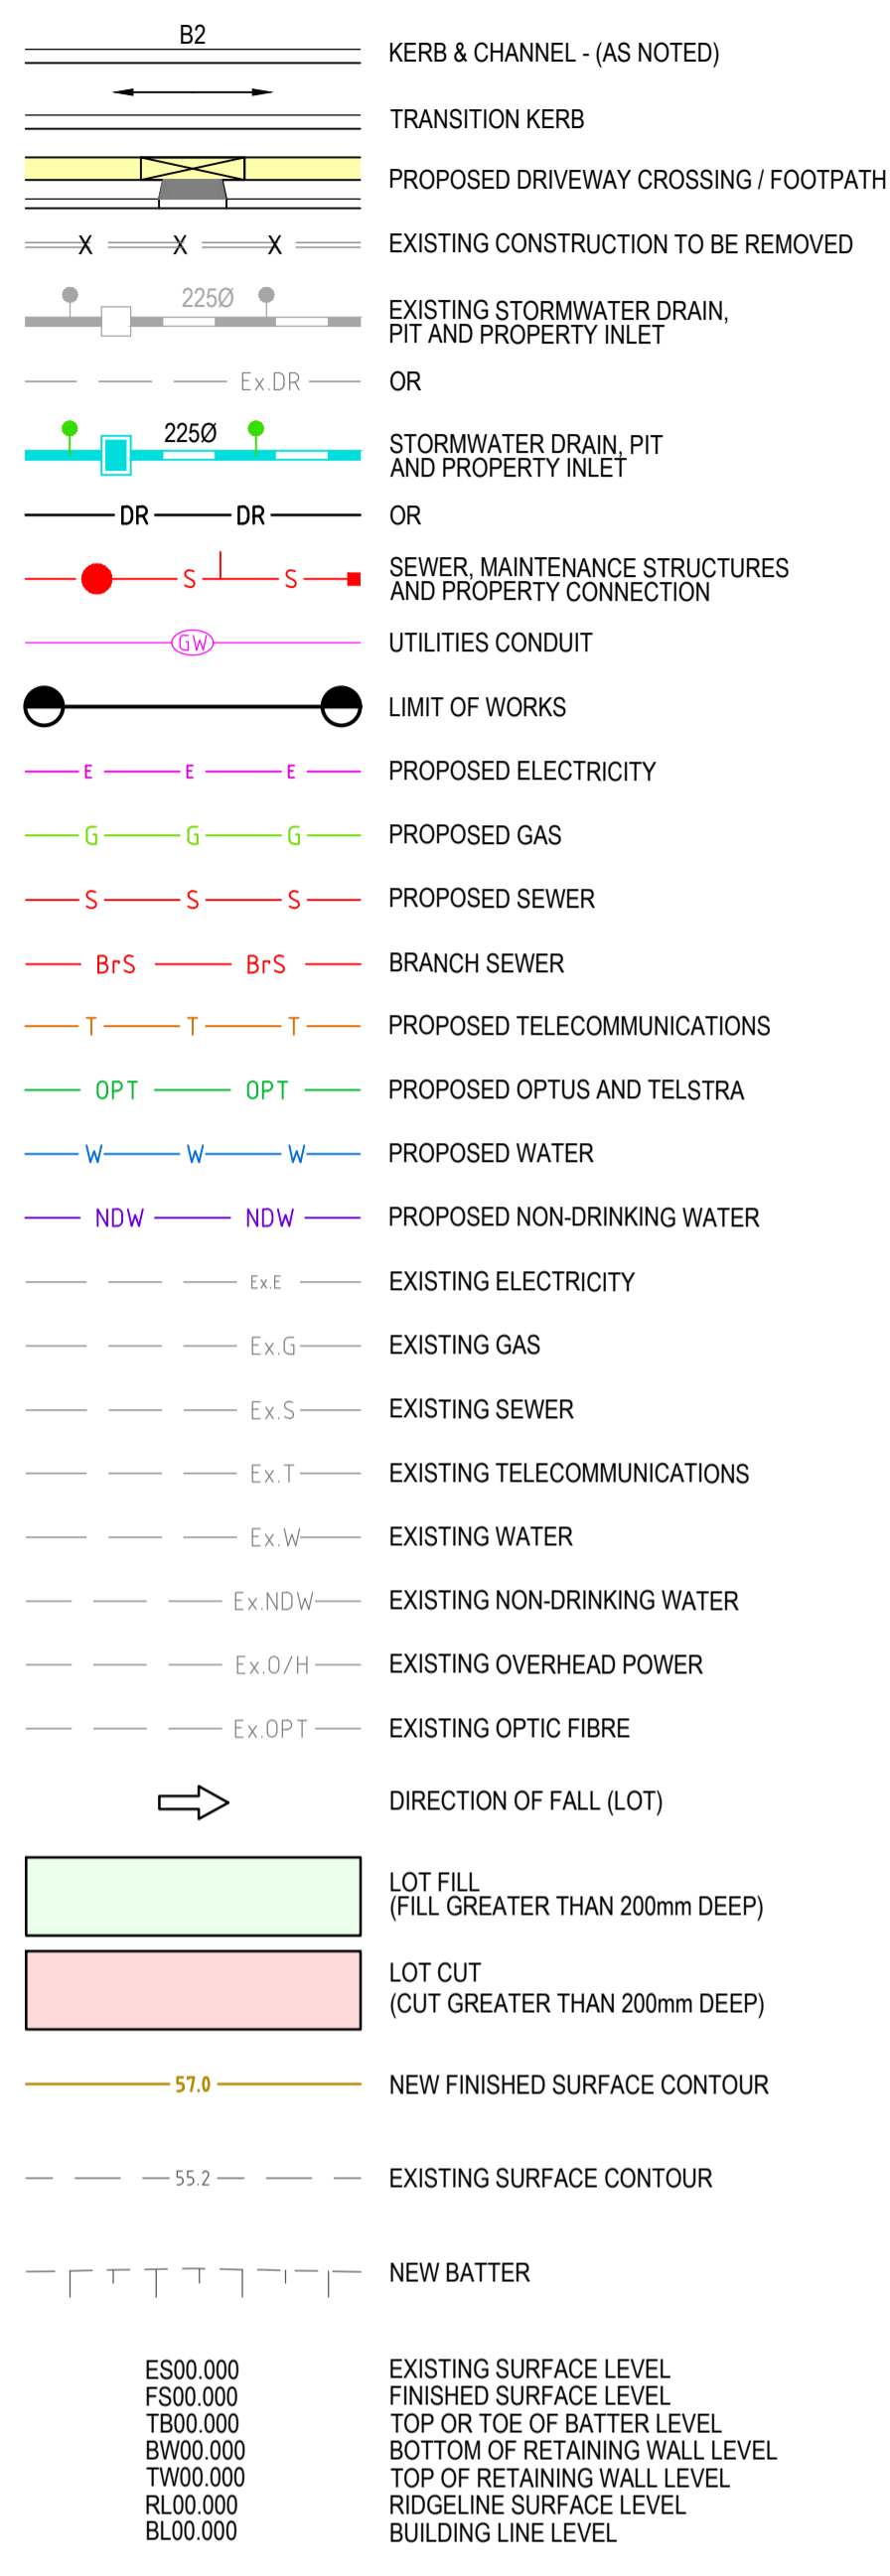 B2
KERB & CHANNEL - (AS NOTED)
TRANSITION KERB
PROPOSED DRIVEWAY CROSSING / FOOTPATH
X X X EXISTING CONSTRUCTION TO BE REMOVED
225Ø
EXISTING STORMWATER DRAIN,
PIT AND PROPERTY INLET
Ex.DR OR
225Ø
STORMWATER DRAIN, PIT
AND PROPERTY INLET
DR DR OR
S S
SEWER, MAINTENANCE STRUCTURES
AND PROPERTY CONNECTION
GW UTILITIES CONDUIT
LIMIT OF WORKS
E E E PROPOSED ELECTRICITY
G G G PROPOSED GAS
S S S PROPOSED SEWER
BrS BrS BRANCH SEWER
T T T PROPOSED TELECOMMUNICATIONS
OPT OPT PROPOSED OPTUS AND TELSTRA
W W W PROPOSED WATER
NDW NDW PROPOSED NON-DRINKING WATER
Ex.E EXISTING ELECTRICITY
Ex.G EXISTING GAS
Ex.S EXISTING SEWER
Ex.T EXISTING TELECOMMUNICATIONS
Ex.W EXISTING WATER
Ex.NDW EXISTING NON-DRINKING WATER
Ex.O/H EXISTING OVERHEAD POWER
Ex.OPT EXISTING OPTIC FIBRE
DIRECTION OF FALL (LOT)
LOT FILL
(FILL GREATER THAN 200mm DEEP)
LOT CUT
(CUT GREATER THAN 200mm DEEP)
57.0 NEW FINISHED SURFACE CONTOUR
55.2 EXISTING SURFACE CONTOUR
NEW BATTER
ES00.000 EXISTING SURFACE LEVEL
FS00.000 FINISHED SURFACE LEVEL
TB00.000 TOP OR TOE OF BATTER LEVEL
BW00.000 BOTTOM OF RETAINING WALL LEVEL
TW00.000 TOP OF RETAINING WALL LEVEL
RL00.000 RIDGELINE SURFACE LEVEL
BL00.000 BUILDING LINE LEVEL